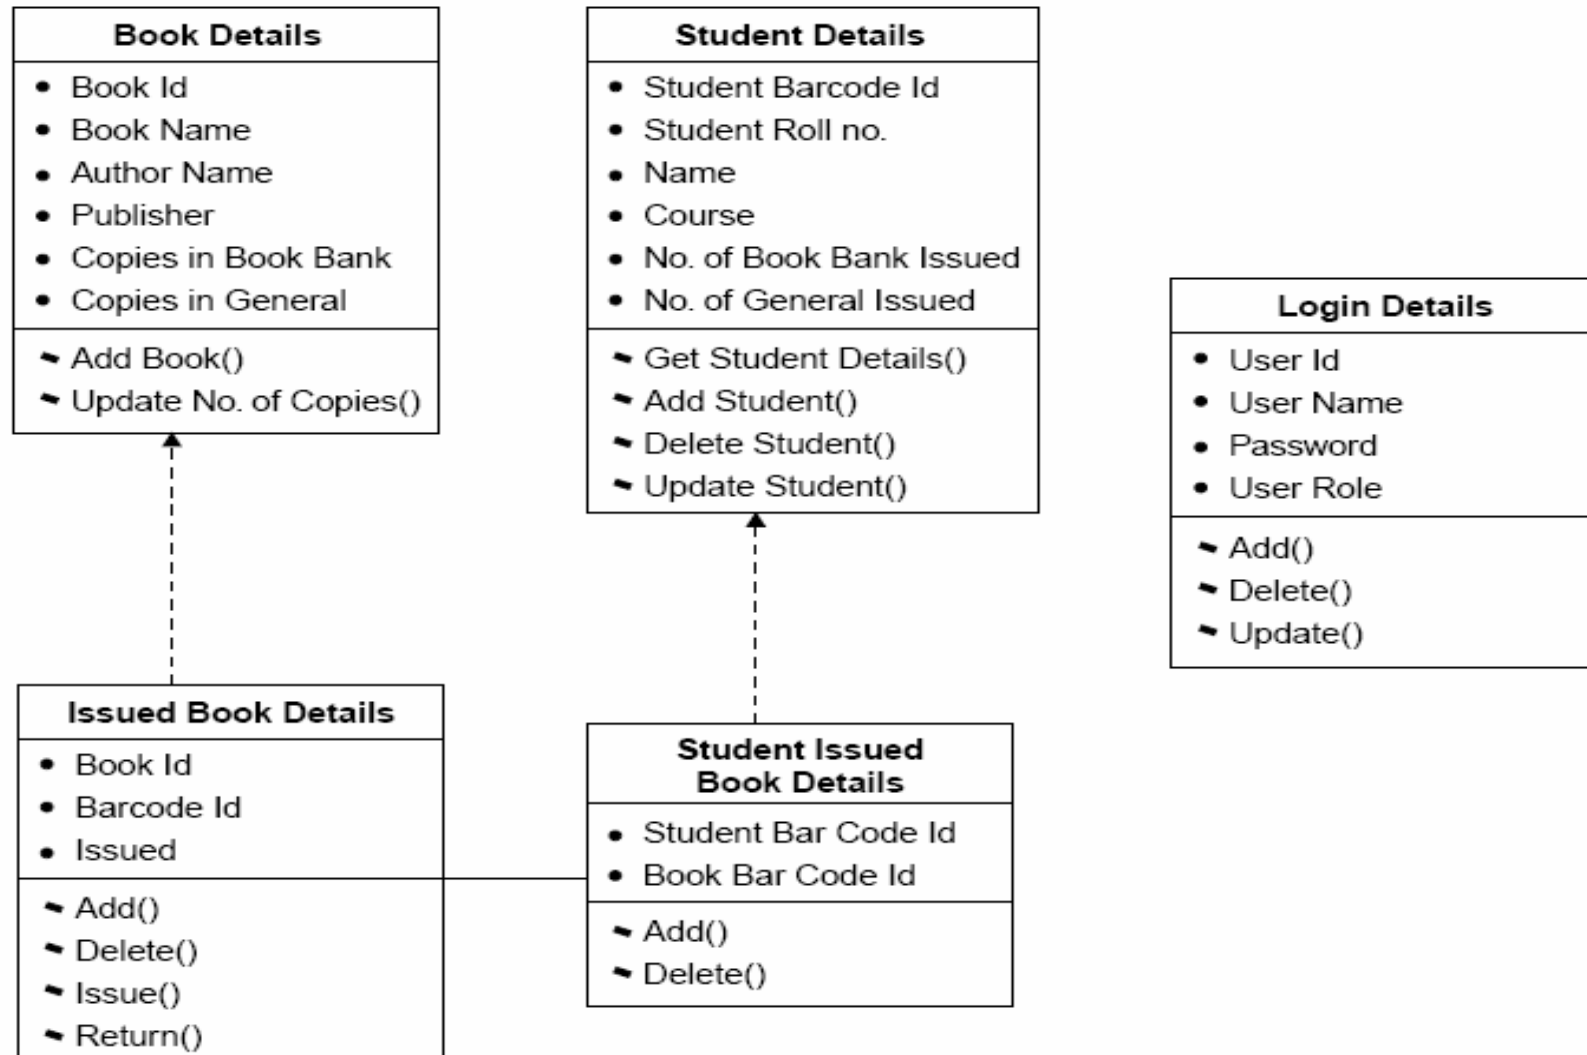 Book Details
Book Id
Book Name
Author Name
Publisher
Copies in Book Bank
Copies in General
Add Book()
Update No. of Copies()
Student Details
Student Barcode Id
Student Roll no.
Name
Course
No. of Book Bank Issued
No. of General Issued
Get Student Details()
Add Student()
Delete Student()
Update Student()
Login Details
User Id
User Name
Password
User Role
Add()
Delete()
Update()
Issued Book Details
Book Id
Barcode Id
Issued
Add()
Delete()
Issue()
Return()
Student Issued
Book Details
Student Bar Code Id
Book Bar Code Id
Add()
Delete()